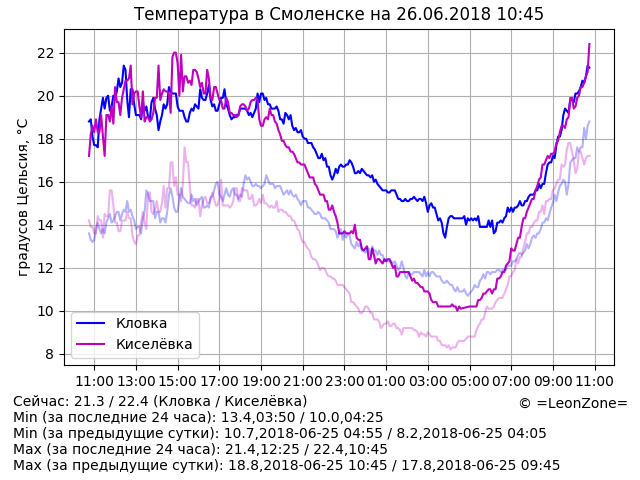 Температура в Смоленске на 26.06.2018 10:45
градусов Цельсия, °C
22
20
18
16
14
12
10
8
Кловка
Киселёвка
11:00 13:00 15:00 17:00 19:00 21:00 23:00 01:00 03:00 05:00 07:00 09:00 11:00
Сейчас: 21.3 / 22.4 (Кловка / Киселёвка)
© =LeonZone=
Min (за последние 24 часа): 13.4,03:50 / 10.0,04:25
Min (за предыдущие сутки): 10.7,2018-06-25 04:55 / 8.2,2018-06-25 04:05
Max (за последние 24 часа): 21.4,12:25 / 22.4,10:45
Max (за предыдущие сутки): 18.8,2018-06-25 10:45 / 17.8,2018-06-25 09:45